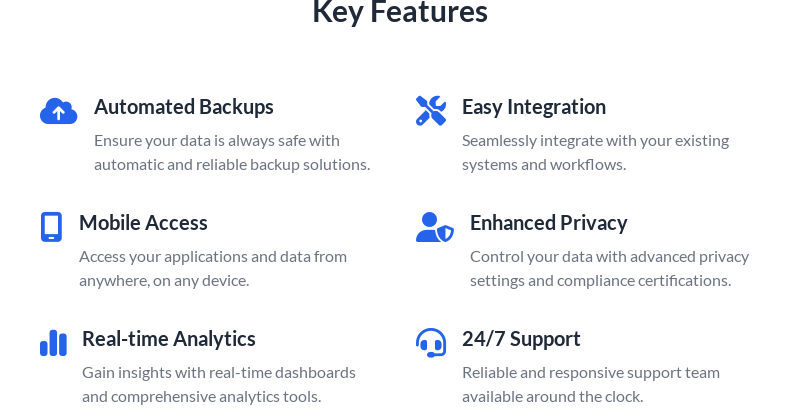 Key Features
Automated Backups
Ensure your data is always safe with
automatic and reliable backup solutions.
Easy Integration
Seamlessly integrate with your existing
systems and workflows.
Mobile Access
Access your applications and data from
anywhere, on any device.
Enhanced Privacy
Control your data with advanced privacy
settings and compliance certifications.
Real-time Analytics
Gain insights with real-time dashboards
and comprehensive analytics tools.
24/7 Support
Reliable and responsive support team
available around the clock.